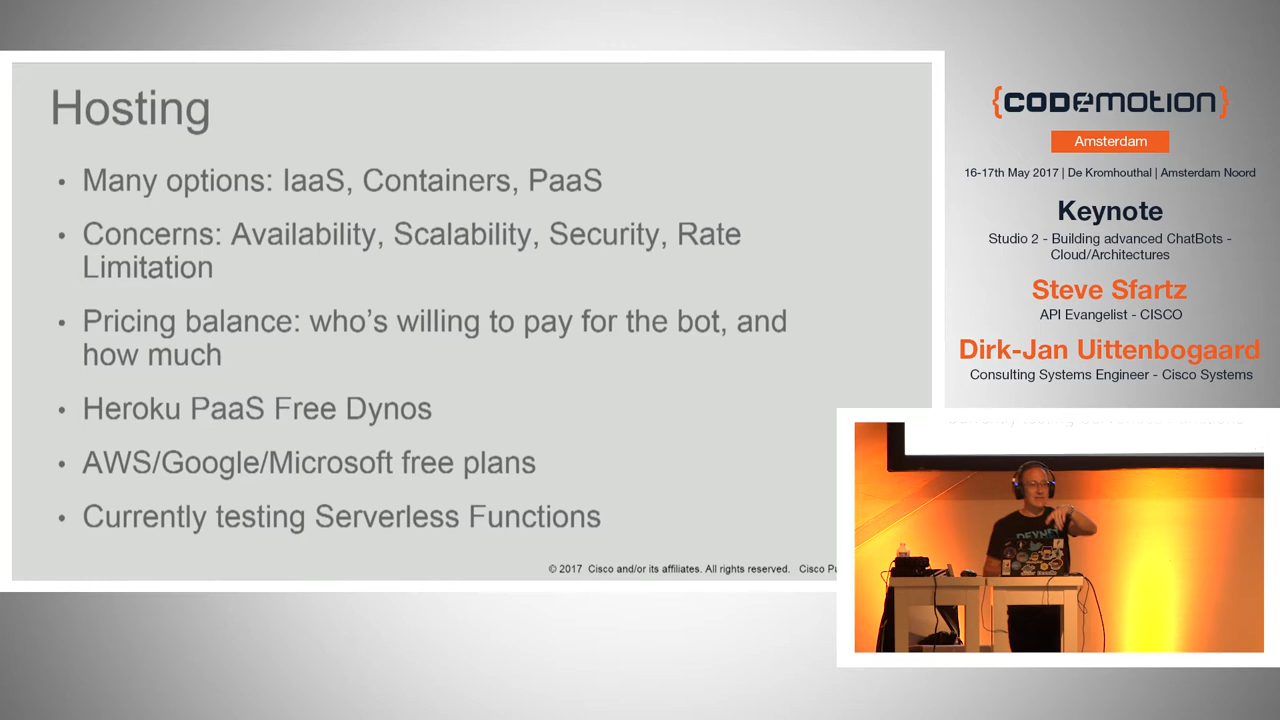 Hosting
• Many options: IaaS, Containers, PaaS
• Concerns: Availability, Scalability, Security, Rate
Limitation
• Pricing balance: who's willing to pay for the bot, and
how much
• Heroku PaaS Free Dynos
• AWS/Google/Microsoft free plans
• Currently testing Serverless Functions
© 2017 Cisco and/or its affiliates. All rights reserved. Cisco
{CODEMOTION}
Amsterdam
16-17th May 2017 | De Kromhouthal | Amsterdam Noord
Keynote
Studio 2 - Building advanced ChatBots -
Cloud/Architectures
Steve Sfartz
API Evangelist - CISCO
Dirk-Jan Uittenbogaard
Consulting Systems Engineer - Cisco Systems